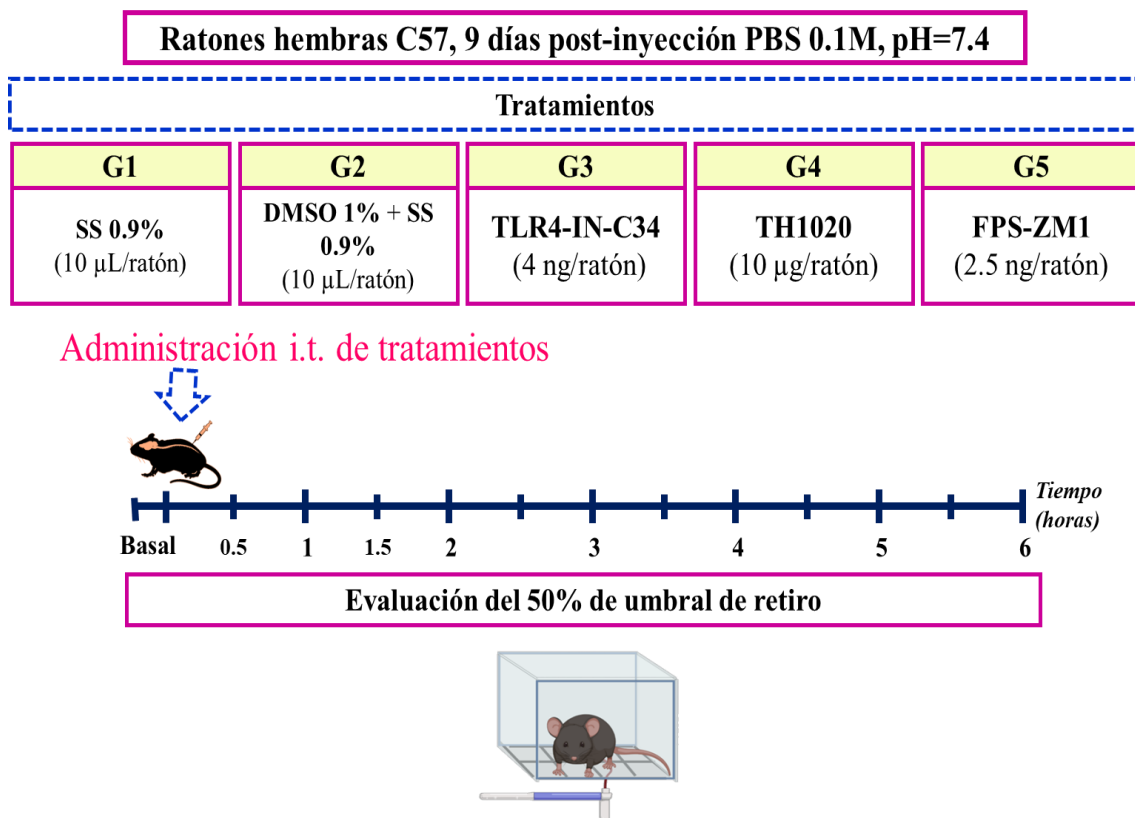 Ratones hembras C57, 9 días post-inyección PBS 0.1M, pH=7.4
Tratamientos
G1
SS 0.9%
(10 µL/ratón)
G2
DMSO 1% + SS
0.9%
(10 µL/ratón)
G3
TLR4-IN-C34
(4 ng/ratón)
G4
TH1020
(10 µg/ratón)
G5
FPS-ZM1
(2.5 ng/ratón)
Administración i.t. de tratamientos
Tiempo
(horas)
Basal 0.5 1 1.5 2 3 4 5 6
Evaluación del 50% de umbral de retiro